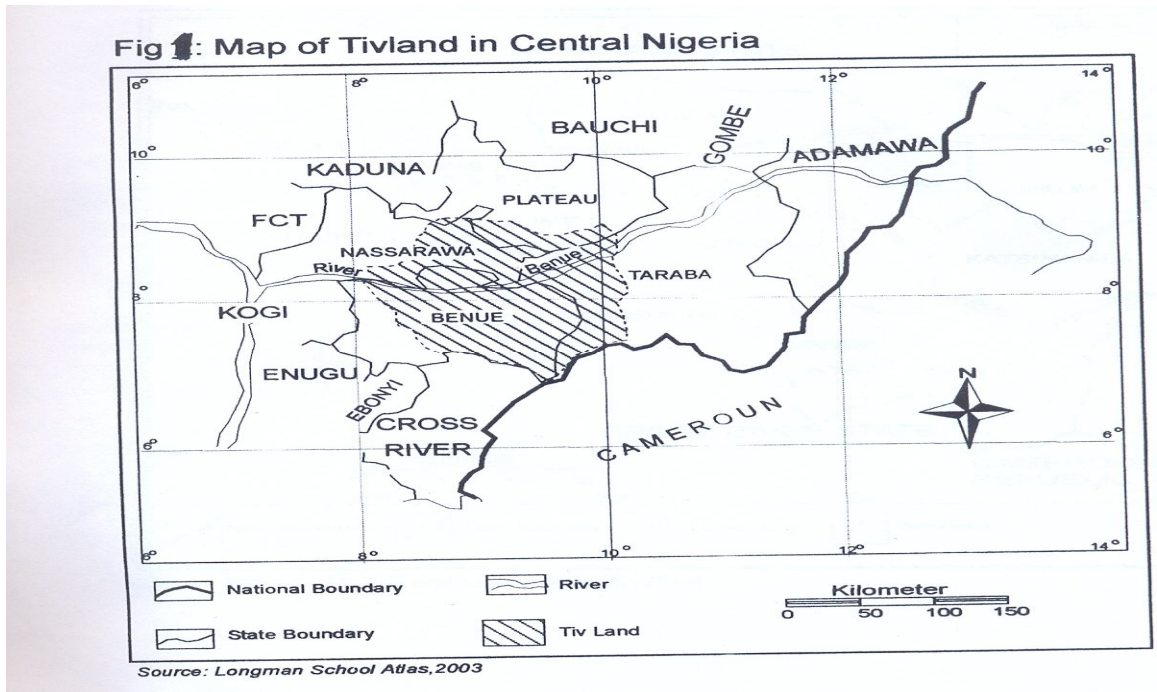 Fig 1: Map of Tivland in Central Nigeria
6° 8° 10° 12° 14°
BAUCHI
GOMBE
10° KADUNA ADAMAWA 10°
PLATEAU
FCT
NASSARAWA
River Benue TARABA
8° 8°
KOGI BENUE
ENUGU
EBONYI
CROSS
RIVER
CAMEROUN
N
6° 6°
6° 8° 10° 12° 14°
National Boundary
River
Kilometer
0 50 100 150
State Boundary
Tiv Land
Source: Longman School Atlas,2003